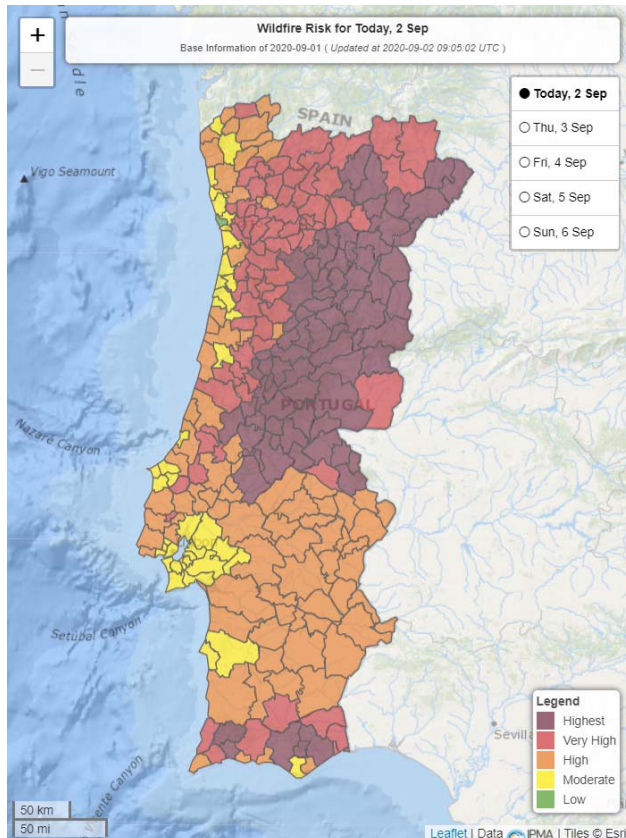 +
−
Wildfire Risk for Today, 2 Sep
Base Information of 2020-09-01 ( Updated at 2020-09-02 09:05:02 UTC )
Today, 2 Sep
Thu, 3 Sep
Fri, 4 Sep
Sat, 5 Sep
Sun, 6 Sep
SPAIN
Vigo Seamount
PORTUGAL
Nazaré Canyon
Setubal Canyon
Sevilla
Legend
Highest
Very High
High
Moderate
Low
50 km
50 mi
Leaflet | Data IPMA | Tiles © Esri